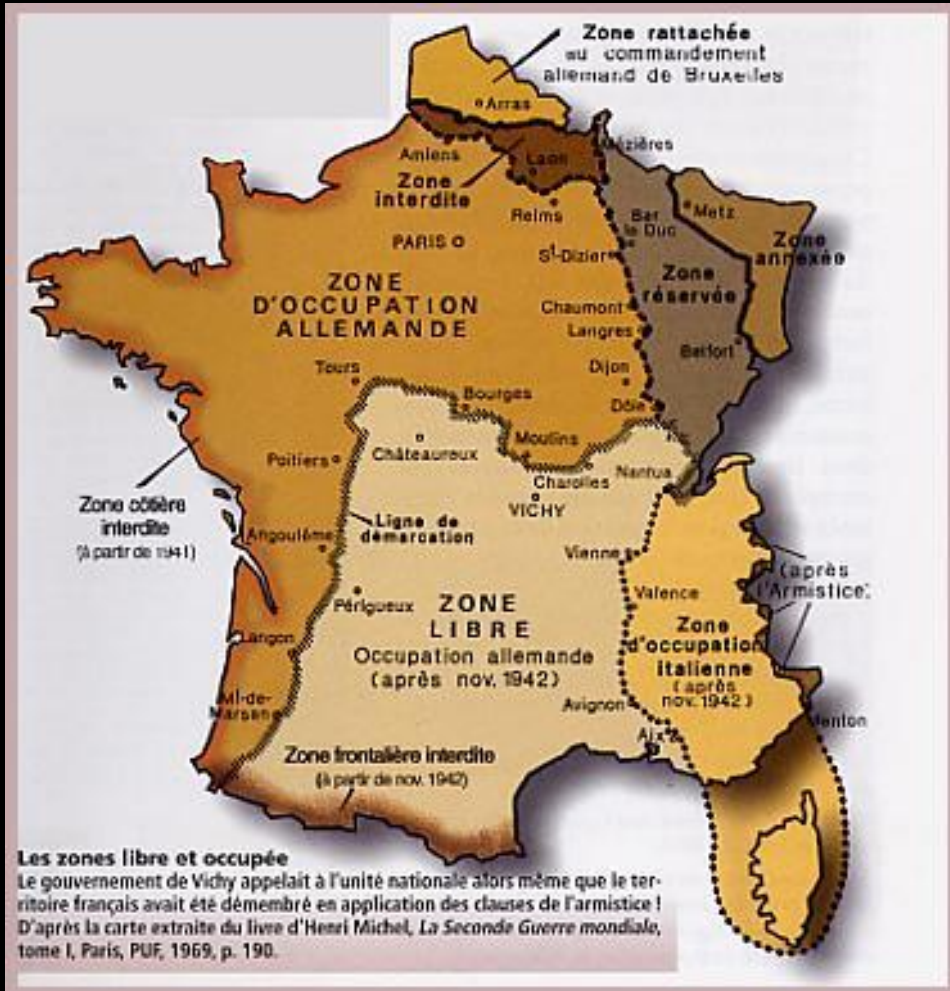 Zone rattachée
au commandement
allemand de Bruxelles
Arras
Mézières
Amiens
Laon
Zone
interdite
Reims
Metz
Bar
le Duc
Zone
annexée
PARIS
St-Dizier
Zone
réservée
ZONE
D'OCCUPATION
ALLEMANDE
Chaumont
Langres
Belfort
Tours
Dijon
Bourges
Dôle
Moulins
Châteauroux
Poitiers
Charolles
Nantua
VICHY
Zone côtière
interdite
(à partir de 1941)
Ligne de
démarcation
Angoulême
Vienne
(après
l'Armistice)
Périgueux
Valence
ZONE
LIBRE
Occupation allemande
(après nov. 1942)
Zone
d'occupation
italienne
(après
nov. 1942)
Langon
Mt-de-
Marsan
Avignon
Aix
Menton
Zone frontalière interdite
(à partir de nov. 1942)
Les zones libre et occupée
Le gouvernement de Vichy appelait à l'unité nationale alors même que le ter-
ritoire français avait été démembré en application des clauses de l'armistice !
D'après la carte extraite du livre d'Henri Michel, La Seconde Guerre mondiale,
tome I, Paris, PUF, 1969, p. 190.